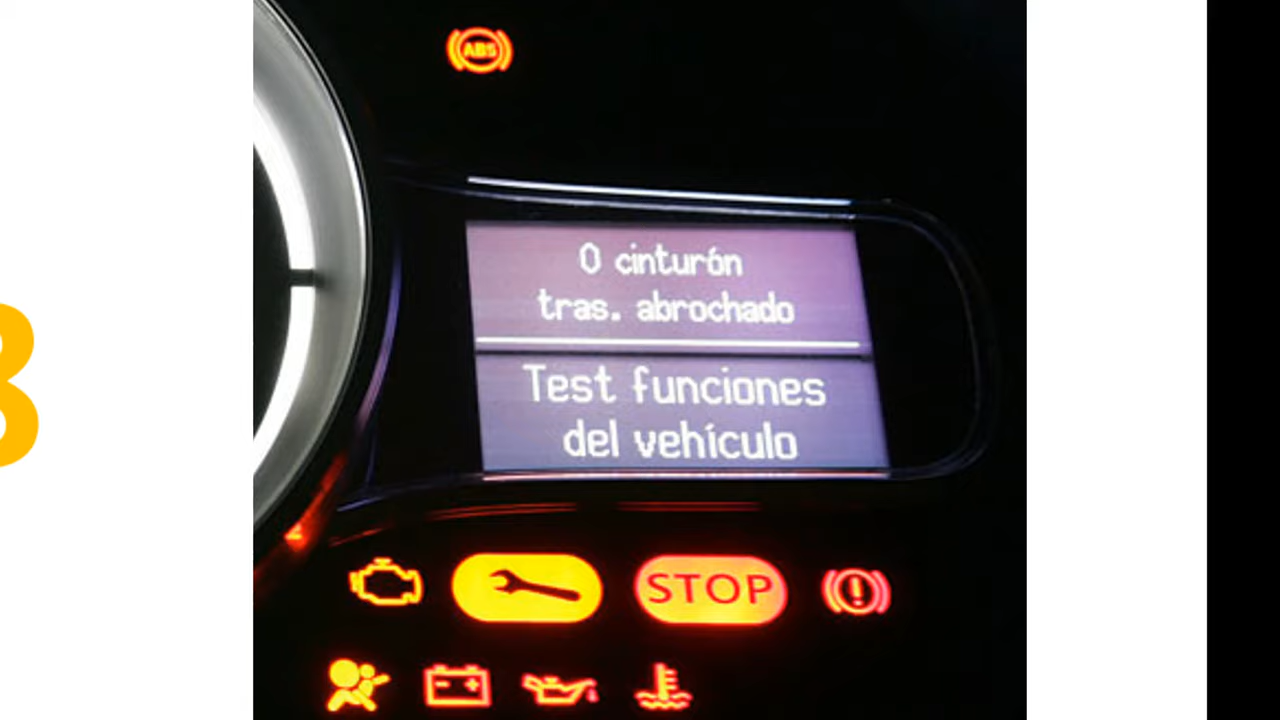 ABS
0 cinturón
tras. abrochado
Test funciones
del vehículo
STOP